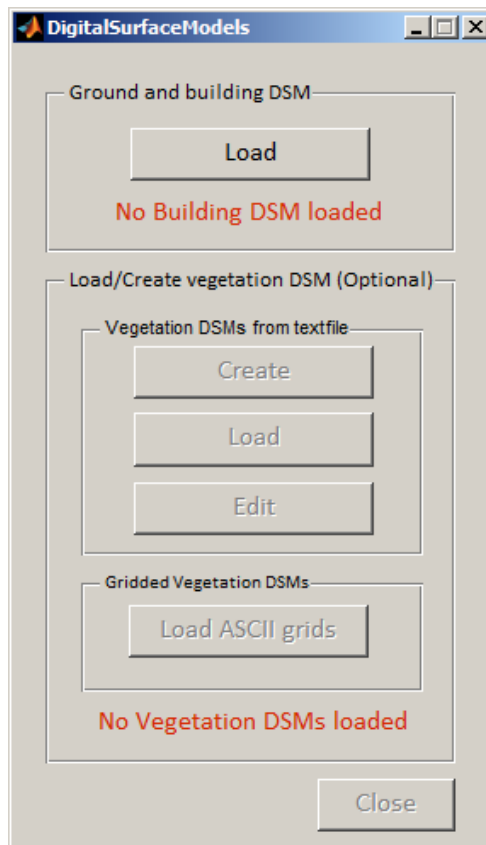 DigitalSurfaceModels
Ground and building DSM
Load
No Building DSM loaded
Load/Create vegetation DSM (Optional)
Vegetation DSMs from textfile
Create
Load
Edit
Gridded Vegetation DSMs
Load ASCII grids
No Vegetation DSMs loaded
Close